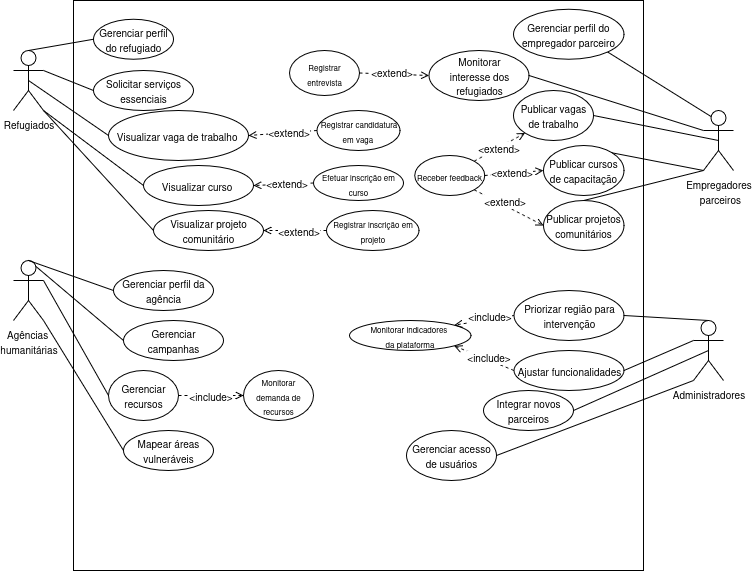 Gerenciar perfil
do refugiado
Gerenciar perfil do
empregador parceiro
Registrar
entrevista
<extend>
Monitorar
interesse dos
refugiados
Solicitar serviços
essenciais
Refugiados
Visualizar vaga de trabalho
<extend>
Registrar candidatura
em vaga
Publicar vagas
de trabalho
<extend>
Visualizar curso
<extend>
Efetuar inscrição em
curso
Receber feedback
<extend>
Publicar cursos
de capacitação
Empregadores
parceiros
<extend>
Visualizar projeto
comunitário
<extend>
Registrar inscrição em
projeto
Publicar projetos
comunitários
Gerenciar perfil da
agência
Agências
humanitárias
Gerenciar
campanhas
Monitorar indicadores
da plataforma
<include>
Priorizar região para
intervenção
<include>
Ajustar funcionalidades
Administradores
Gerenciar
recursos
<include>
Monitorar
demanda de
recursos
Integrar novos
parceiros
Mapear áreas
vulneráveis
Gerenciar acesso
de usuários